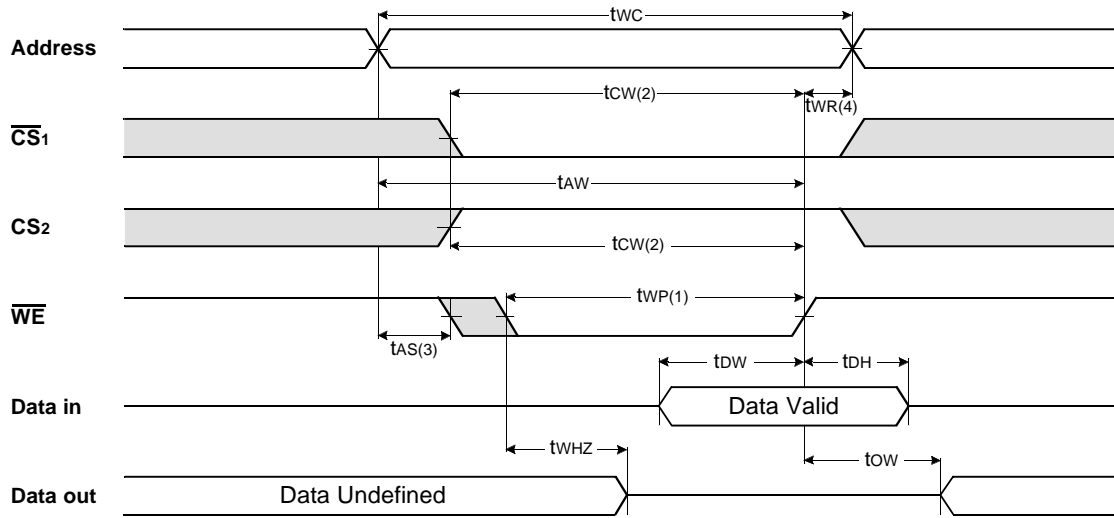 tWC
Address
tCW(2)
tWR(4)
CS1
tAW
CS2
tCW(2)
tWP(1)
WE
tAS(3)
tDW
tDH
Data in
Data Valid
tWHZ
tOW
Data out
Data Undefined